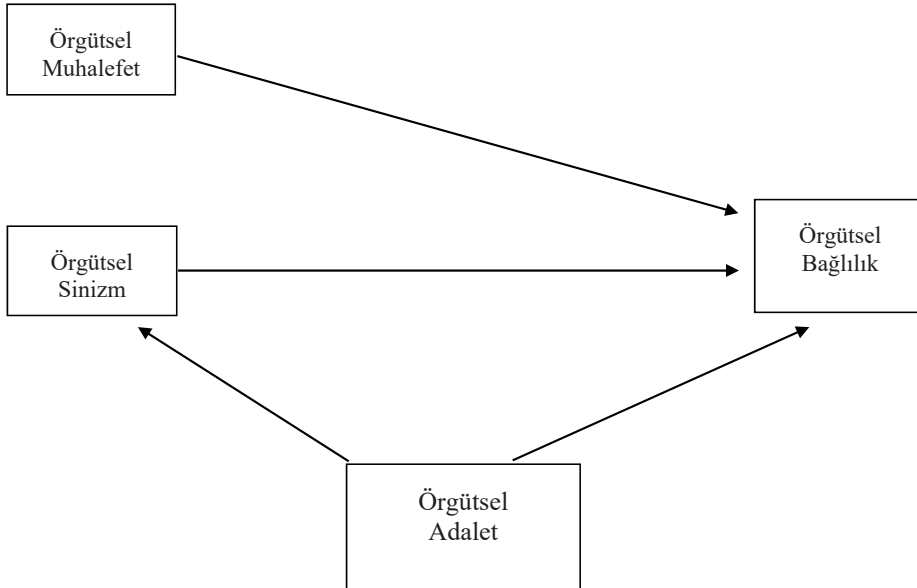 Örgütsel
Muhalefet
Örgütsel
Bağlılık
Örgütsel
Sinizm
Örgütsel
Adalet